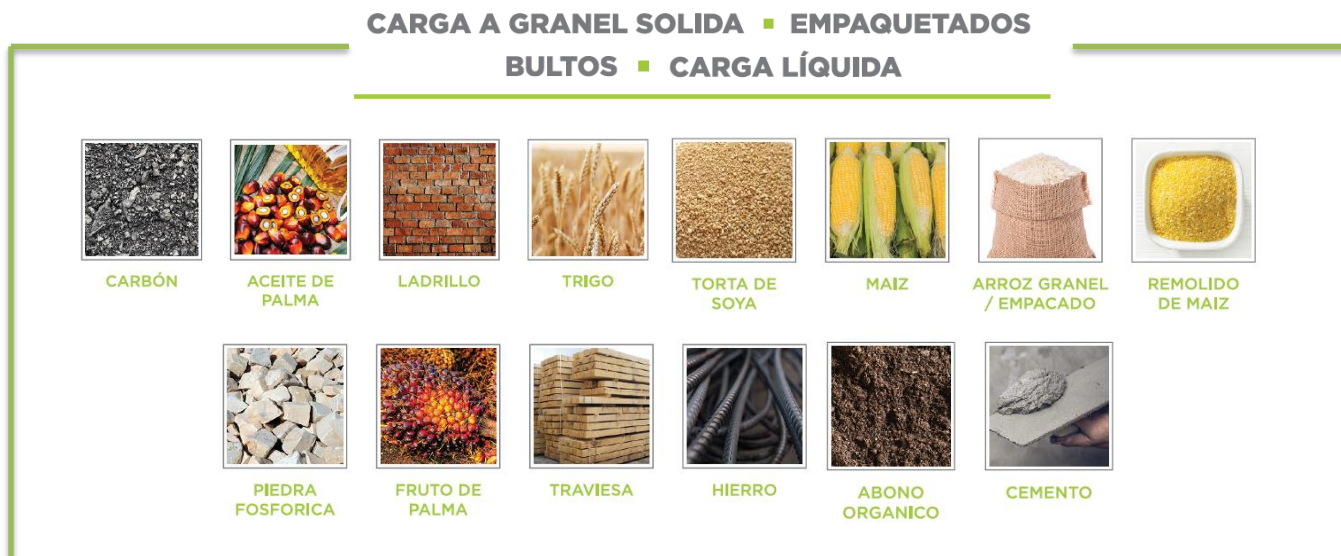 CARGA A GRANEL SOLIDA ▪ EMPAQUETADOS
BULTOS ▪ CARGA LÍQUIDA
CARBÓN
ACEITE DE
PALMA
LADRILLO
TRIGO
TORTA DE
SOYA
MAIZ
ARROZ GRANEL
/ EMPACADO
REMOLIDO
DE MAIZ
PIEDRA
FOSFORICA
FRUTO DE
PALMA
TRAVIESA
HIERRO
ABONO
ORGANICO
CEMENTO